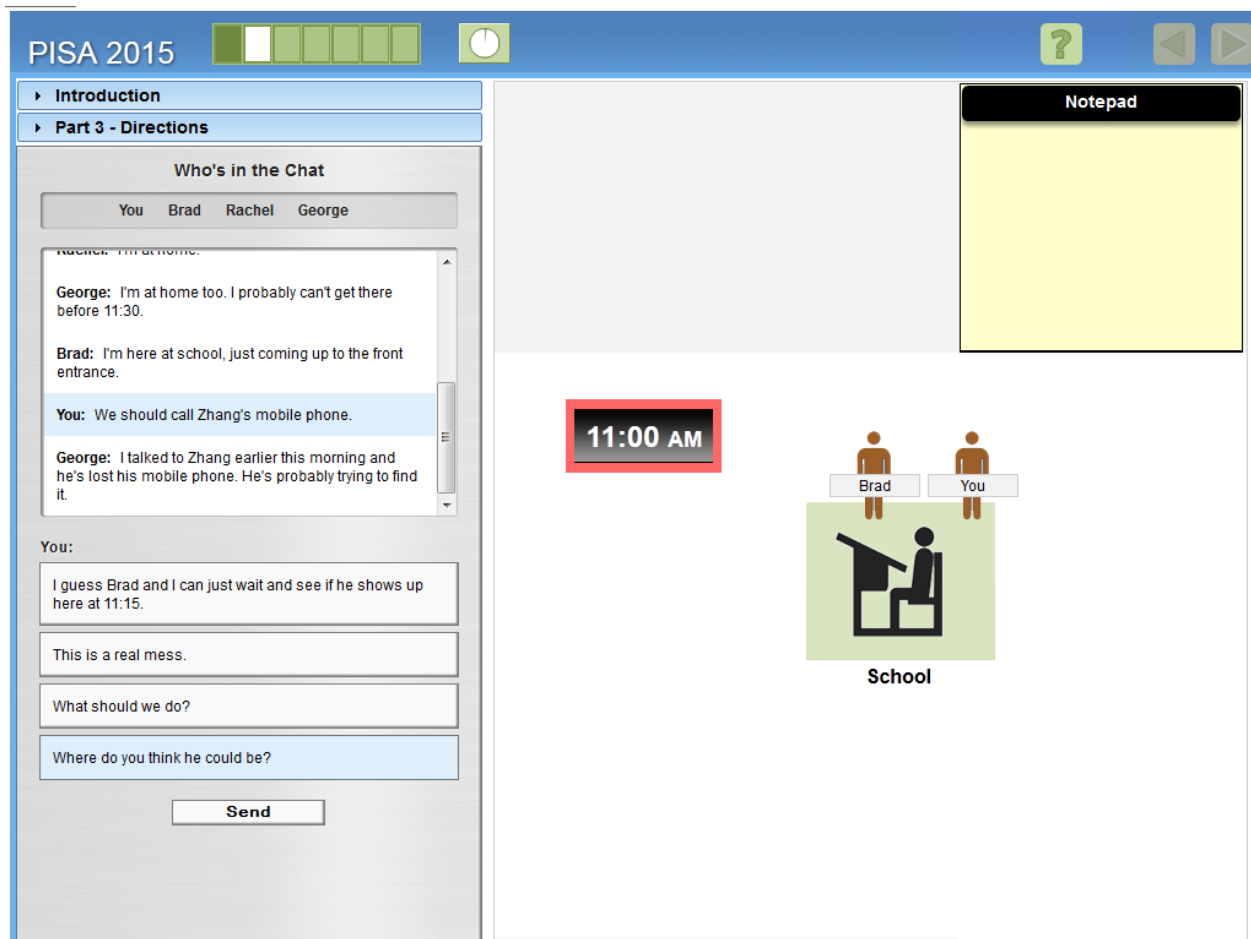 PISA 2015
?
Introduction
Part 3 - Directions
Who's in the Chat
You Brad Rachel George
Rachel: I'm at home.
George: I'm at home too. I probably can't get there
before 11:30.
Brad: I'm here at school, just coming up to the front
entrance.
You: We should call Zhang's mobile phone.
George: I talked to Zhang earlier this morning and
he's lost his mobile phone. He's probably trying to find
it.
You:
I guess Brad and I can just wait and see if he shows up
here at 11:15.
This is a real mess.
What should we do?
Where do you think he could be?
Send
Notepad
11:00 AM
Brad
You
School